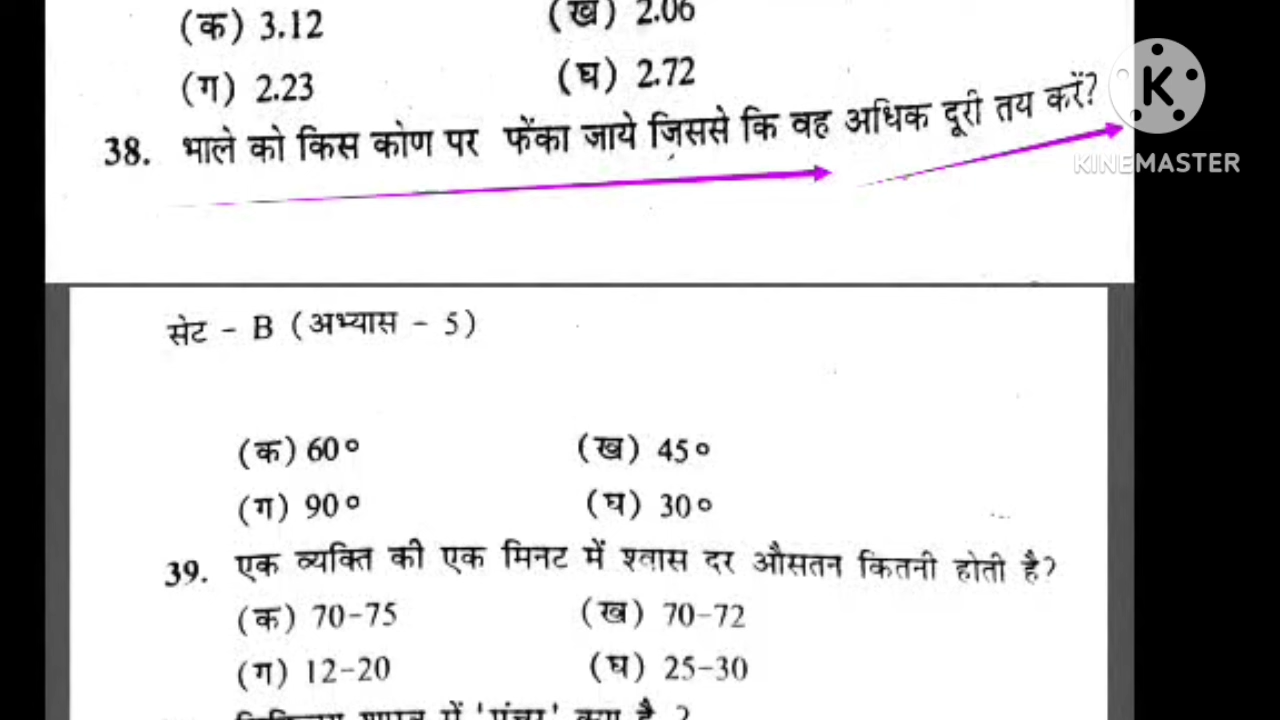 (क) 3.12 (ख) 2.06
(ग) 2.23 (घ) 2.72
38. भाले को किस कोण पर फेंका जाये जिससे कि वह अधिक दूरी तय करें?
KINEMASTER
सेट - B (अभ्यास - 5)
(क) 60° (ख) 45°
(ग) 90° (घ) 30°
39. एक व्यक्ति की एक मिनट में श्वास दर औसतन कितनी होती है?
(क) 70-75 (ख) 70-72
(ग) 12-20 (घ) 25-30
में 'पंचर' क्या है ?